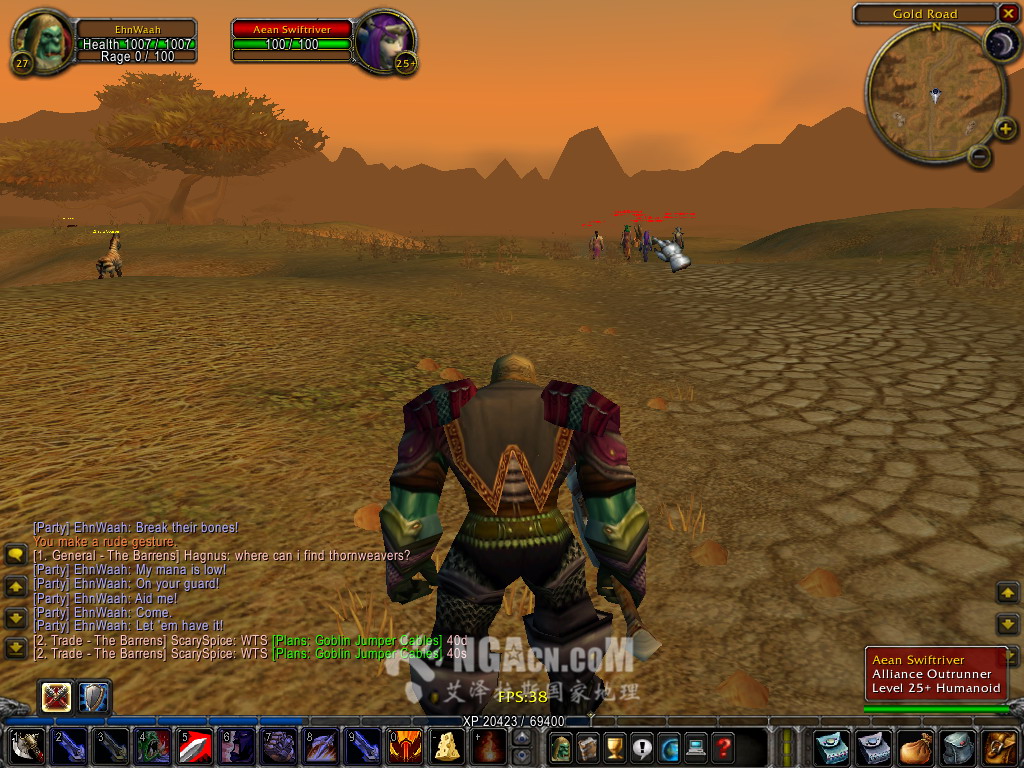 EhnWaah
Health 1007 / 1007
Rage 0 / 100
27
Aean Swiftriver
100 / 100
25+
Gold Road
N
[Party] EhnWaah: Break their bones!
You make a rude gesture.
[1. General - The Barrens] Hagnus: where can i find thornweavers?
[Party] EhnWaah: My mana is low!
[Party] EhnWaah: On your guard!
[Party] EhnWaah: Aid me!
[Party] EhnWaah: Come.
[Party] EhnWaah: Let 'em have it!
[2. Trade - The Barrens] ScarySpice: WTS [Plans: Goblin Jumper Cables] 40c
[2. Trade - The Barrens] ScarySpice: WTS [Plans: Goblin Jumper Cables] 40s
NGACN.COM
艾泽拉斯国家地理
FPS:38
Aean Swiftriver
Alliance Outrunner
Level 25+ Humanoid
XP 20423 / 69400
1 2 3 4 5 6 7 8 9 0 - +